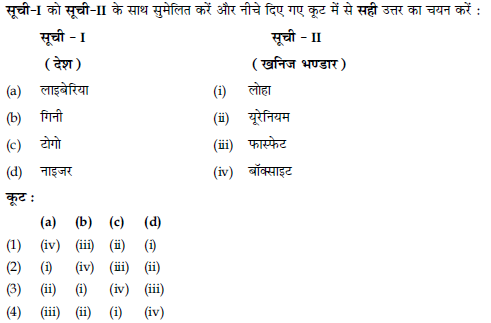 सूची-I को सूची-II के साथ सुमेलित करें और नीचे दिए गए कूट में से सही उत्तर का चयन करें :
सूची - I सूची - II
( देश ) ( खनिज भण्डार )
(a) लाइबेरिया (i) लोहा
(b) गिनी (ii) यूरेनियम
(c) टोगो (iii) फास्फेट
(d) नाइजर (iv) बॉक्साइट
कूट :
(a) (b) (c) (d)
(1) (iv) (iii) (ii) (i)
(2) (i) (iv) (iii) (ii)
(3) (ii) (i) (iv) (iii)
(4) (iii) (ii) (i) (iv)